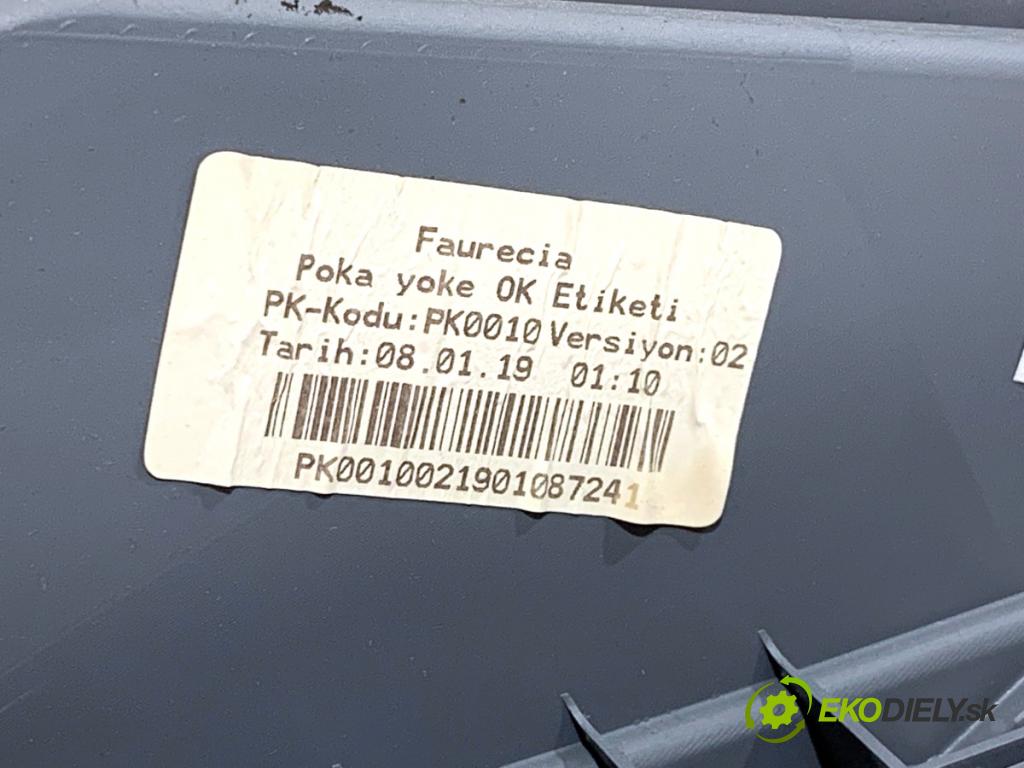 Faurecia
Poka yoke OK Etiketi
PK-Kodu:PK0010 Versiyon:02
Tarih:08.01.19 01:10
PK0010021901087241
EKODIELY.sk